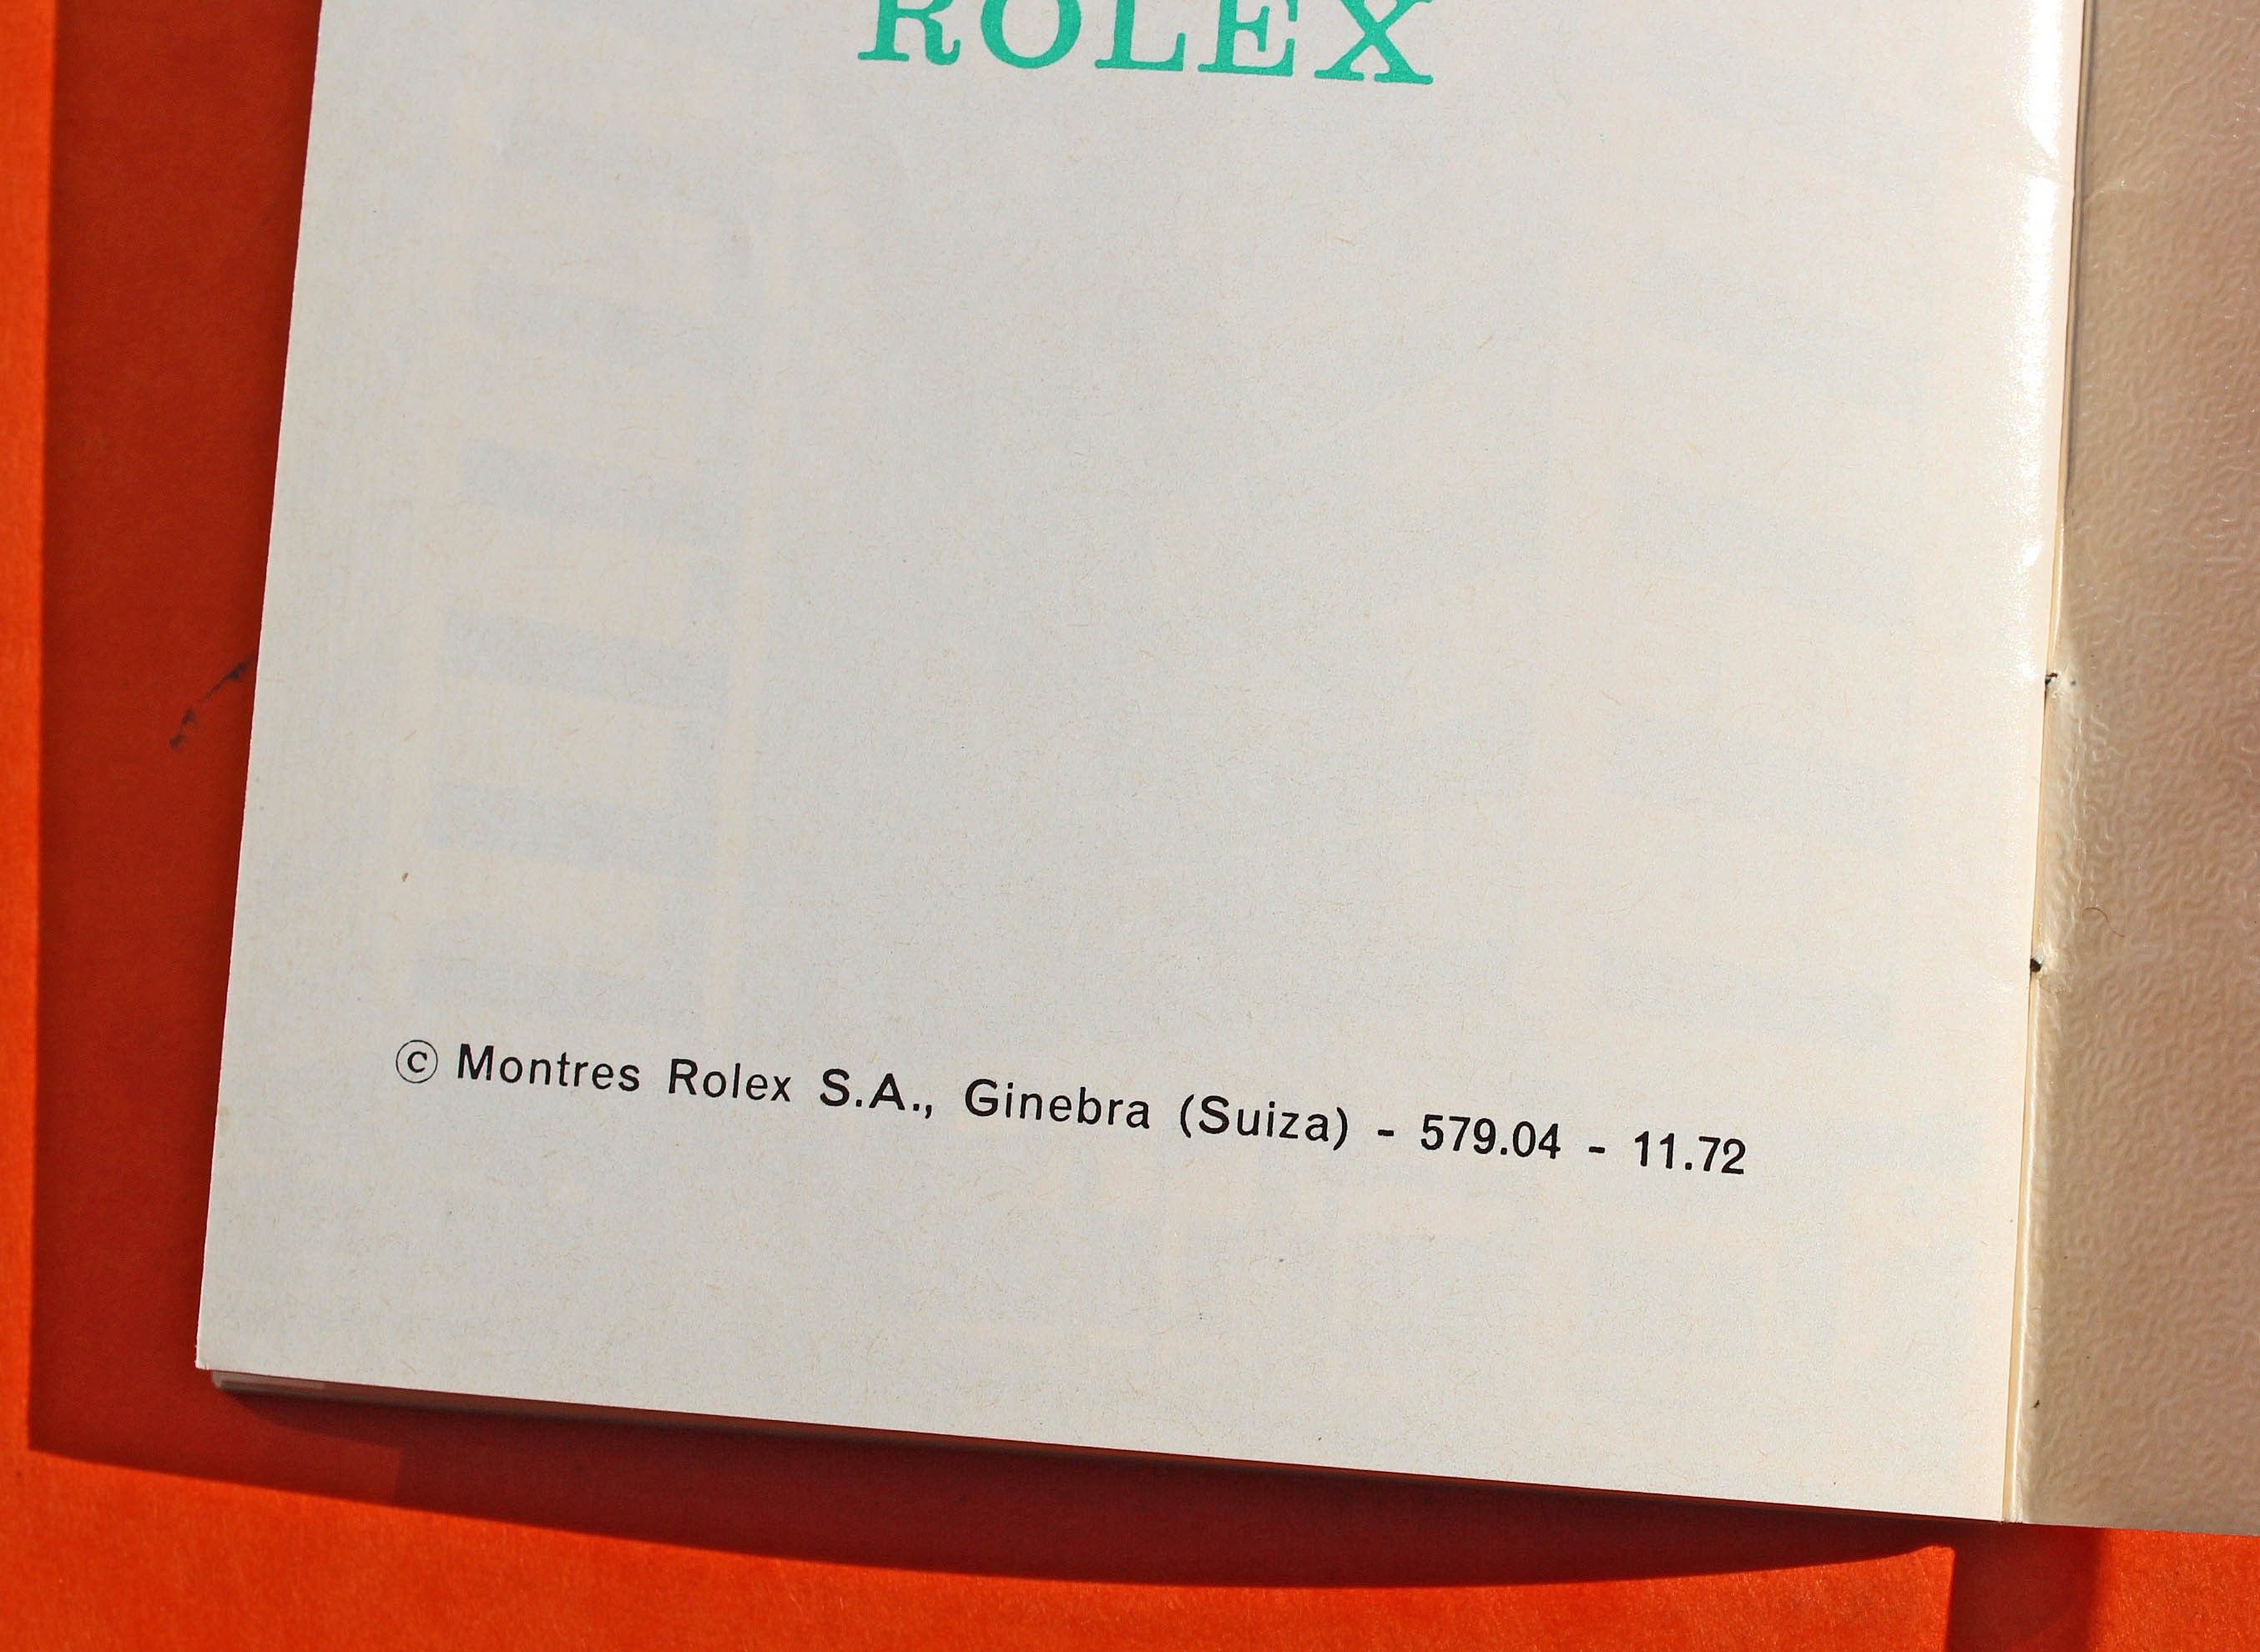 ROLEX
© Montres Rolex S.A., Ginebra (Suiza) - 579.04 - 11.72